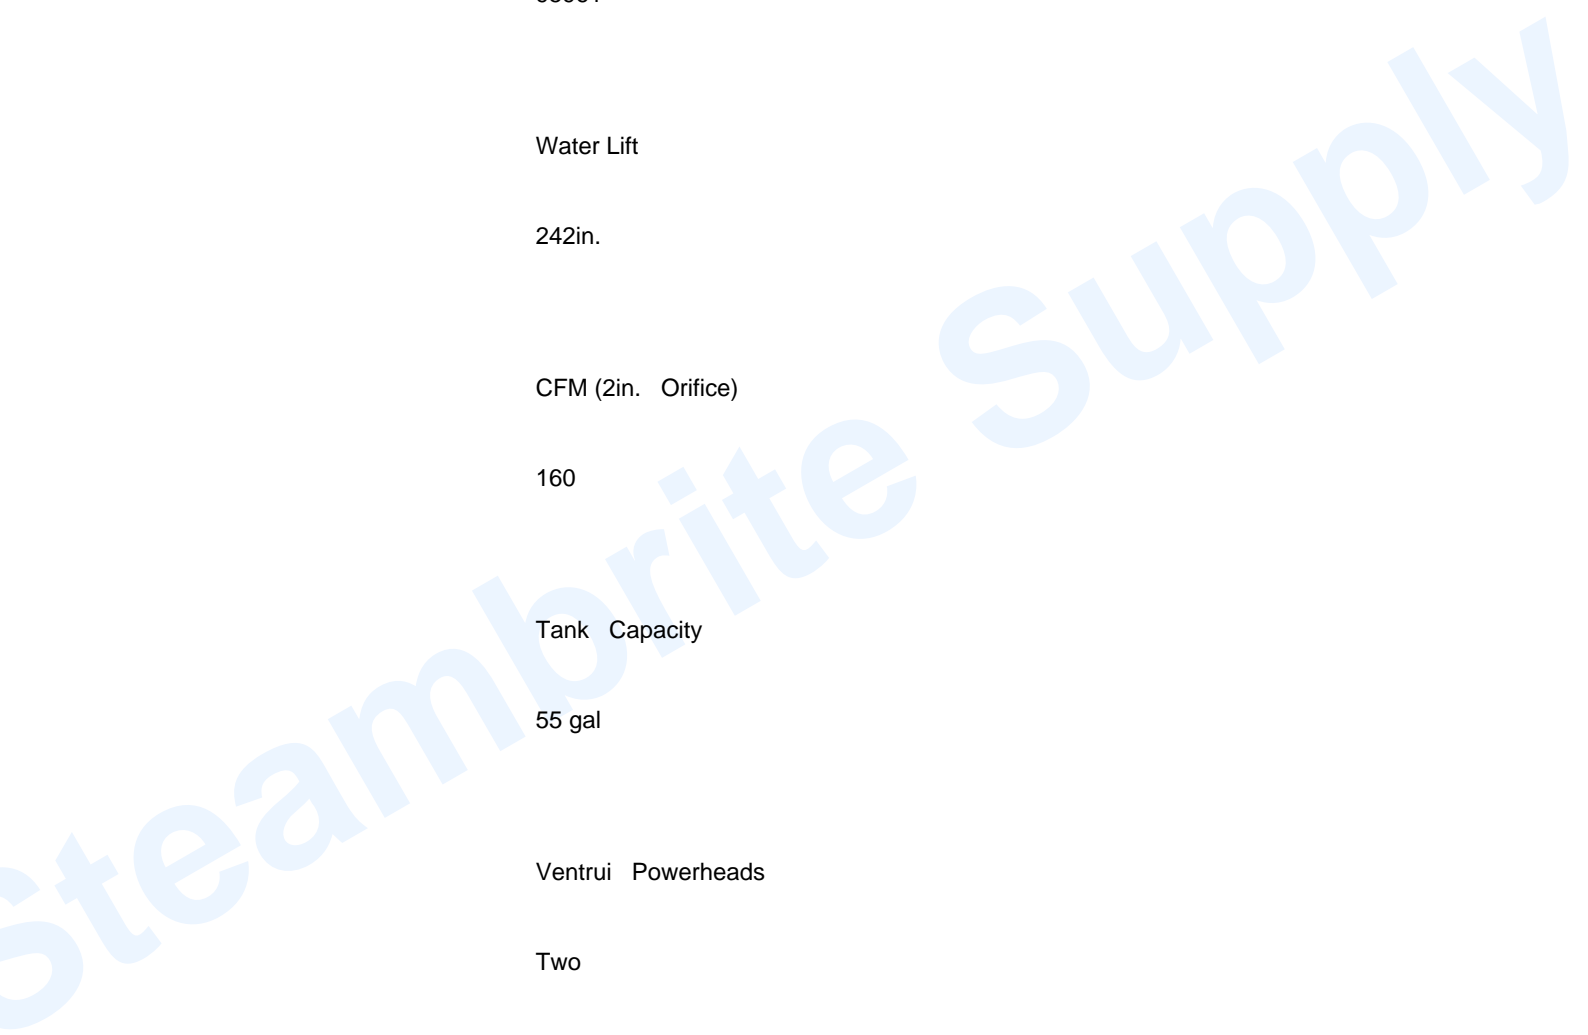 Water Lift
242in.
CFM (2in. Orifice)
160
Tank Capacity
55 gal
Ventrui Powerheads
Two
Steambrite Supply